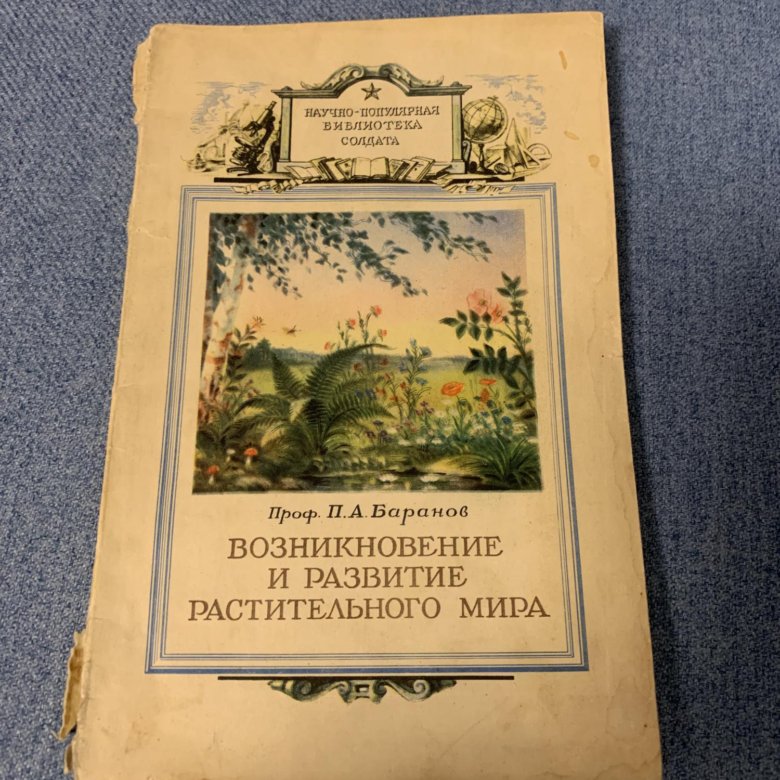 НАУЧНО-ПОПУЛЯРНАЯ
БИБЛИОТЕКА
СОЛДАТА
Проф. П.А. Баранов
ВОЗНИКНОВЕНИЕ
И РАЗВИТИЕ
РАСТИТЕЛЬНОГО МИРА